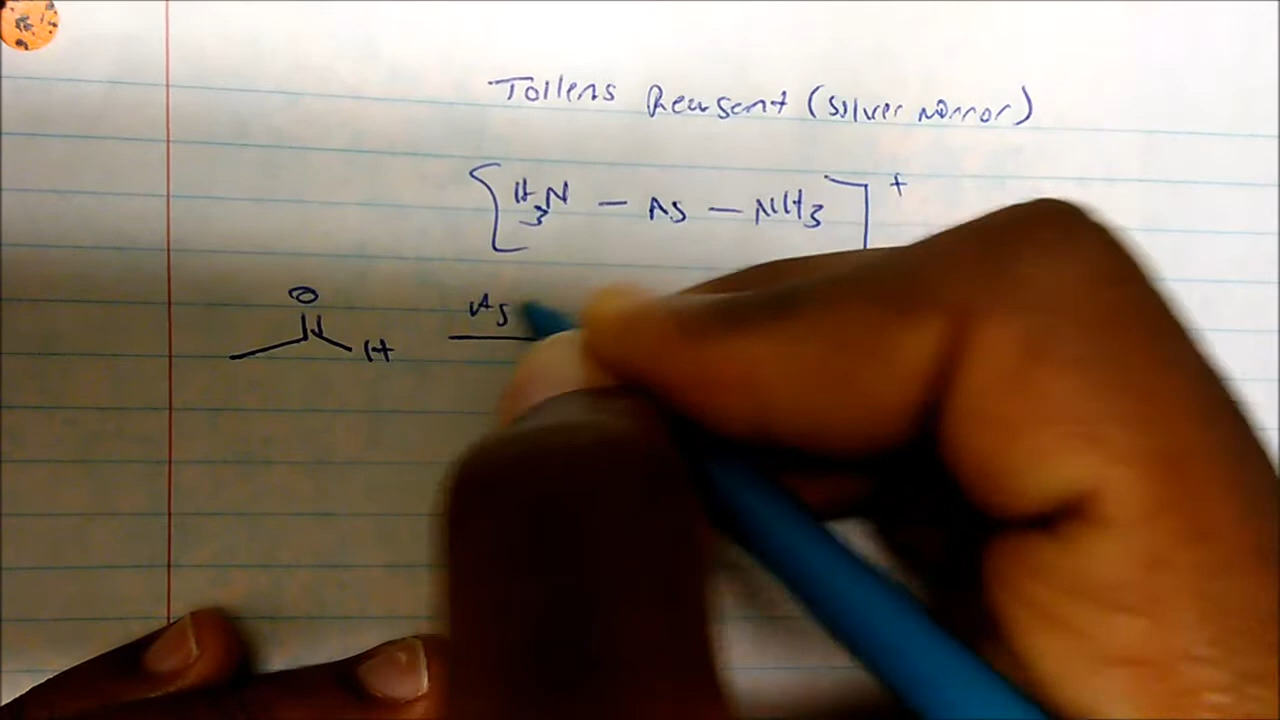 Tollens Reagent (silver mirror)
[H3N — Ag — NH3]+
O
Ag
H